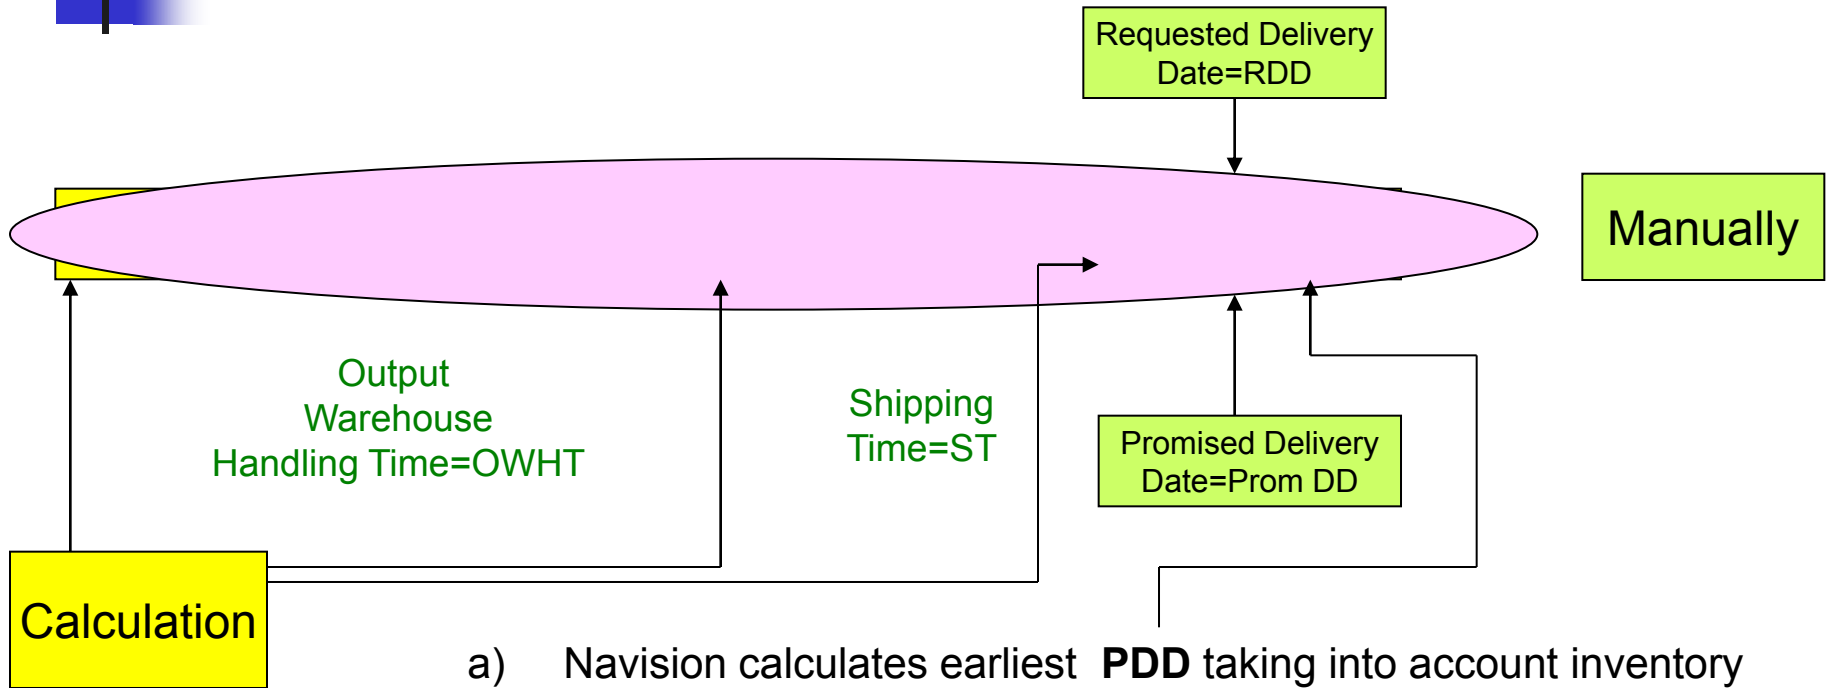 Requested Delivery
Date=RDD
Manually
Output
Warehouse
Handling Time=OWHT
Shipping
Time=ST
Promised Delivery
Date=Prom DD
Calculation
a) Navision calculates earliest PDD taking into account inventory